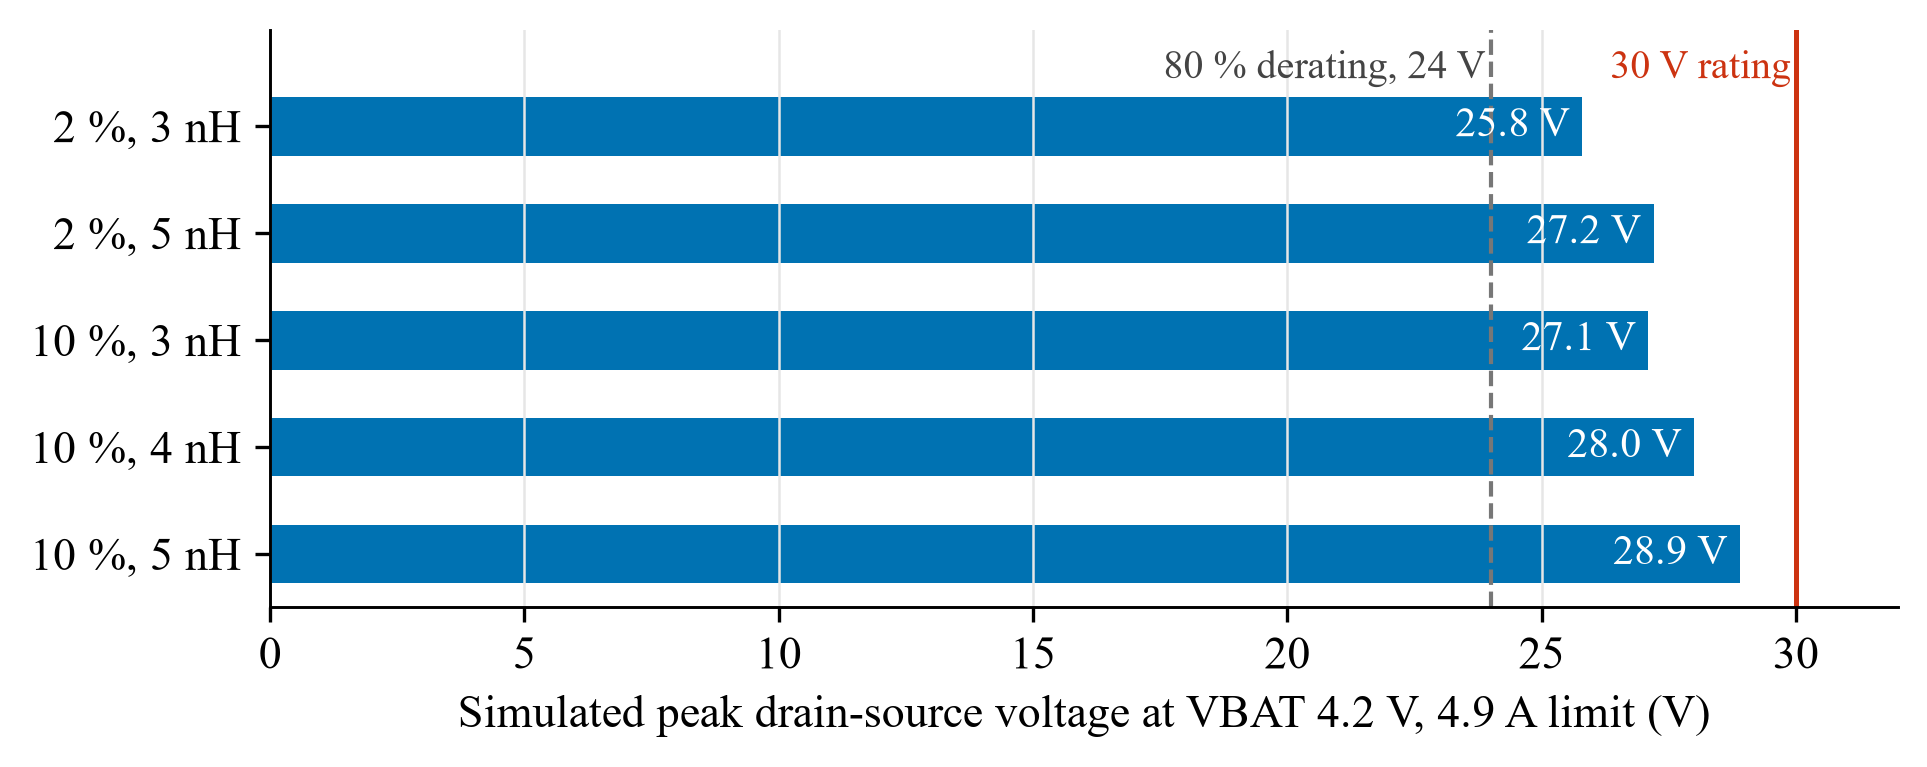 80 % derating, 24 V
30 V rating
2 %, 3 nH
25.8 V
2 %, 5 nH
27.2 V
10 %, 3 nH
27.1 V
10 %, 4 nH
28.0 V
10 %, 5 nH
28.9 V
0 5 10 15 20 25 30
Simulated peak drain-source voltage at VBAT 4.2 V, 4.9 A limit (V)